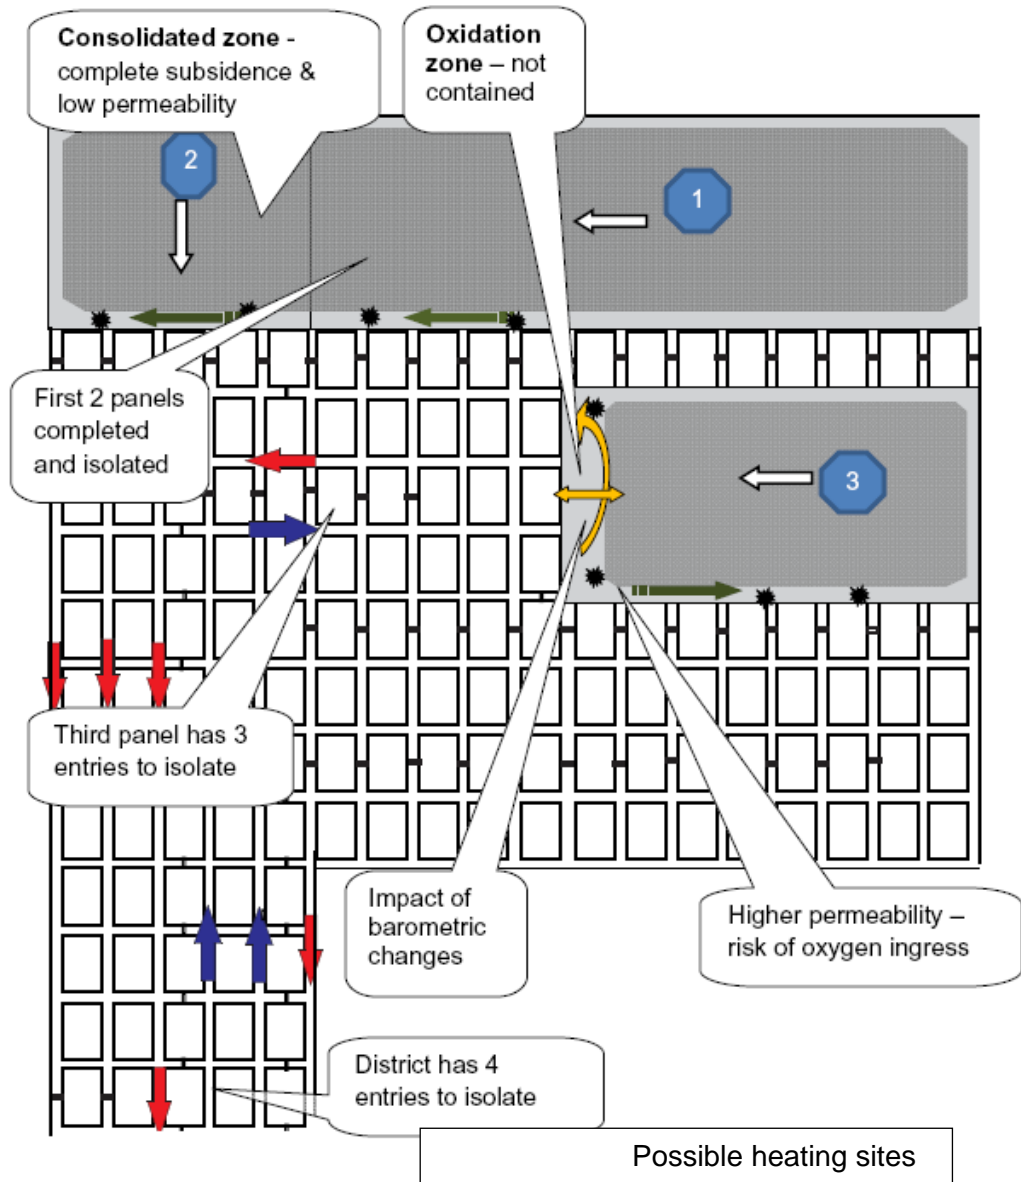 Consolidated zone -
complete subsidence &
low permeability
Oxidation
zone – not
contained
2
1
First 2 panels
completed
and isolated
3
Third panel has 3
entries to isolate
Impact of
barometric
changes
Higher permeability –
risk of oxygen ingress
District has 4
entries to isolate
Possible heating sites